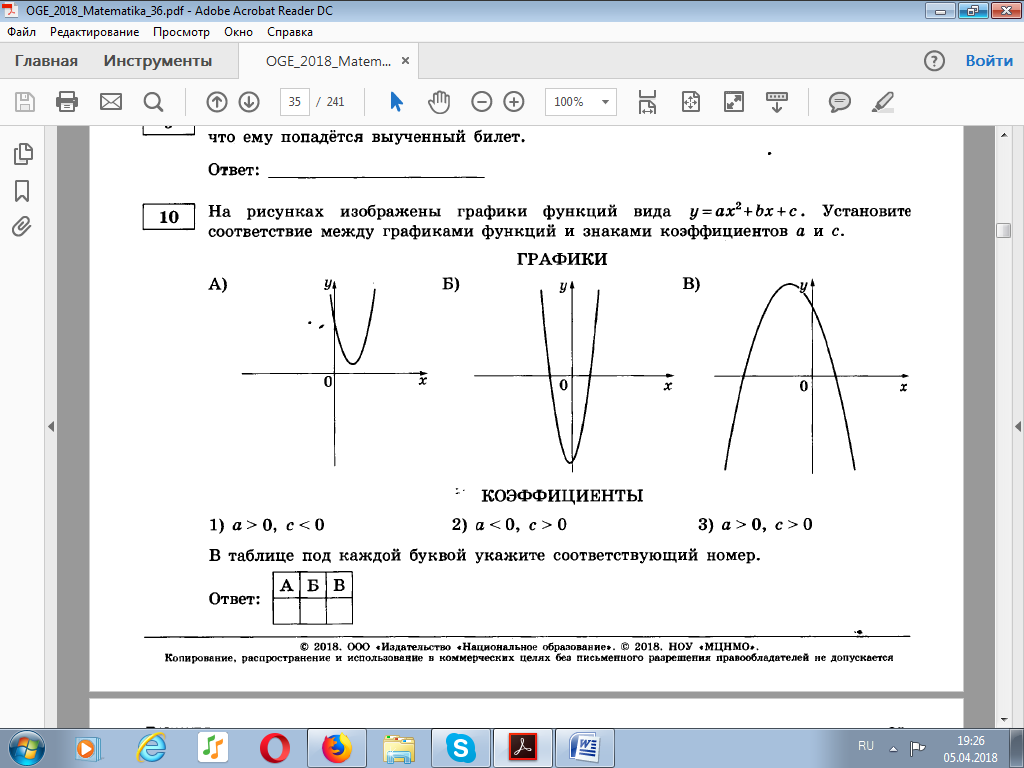 OGE_2018_Matematika_36.pdf - Adobe Acrobat Reader DC
Файл Редактирование Просмотр Окно Справка
Главная Инструменты OGE_2018_Matem... × ? Войти
35 / 241 100%
что ему попадётся выученный билет.
Ответ:
10 На рисунках изображены графики функций вида y = ax² + bx + c. Установите
соответствие между графиками функций и знаками коэффициентов a и c.
ГРАФИКИ
А) Б) В)
y y y
0 x 0 x 0 x
КОЭФФИЦИЕНТЫ
1) a > 0, c < 0 2) a < 0, c > 0 3) a > 0, c > 0
В таблице под каждой буквой укажите соответствующий номер.
А Б В
Ответ:
© 2018. ООО «Издательство «Национальное образование». © 2018. НОУ «МЦНМО».
Копирование, распространение и использование в коммерческих целях без письменного разрешения правообладателей не допускается
RU 19:26
05.04.2018